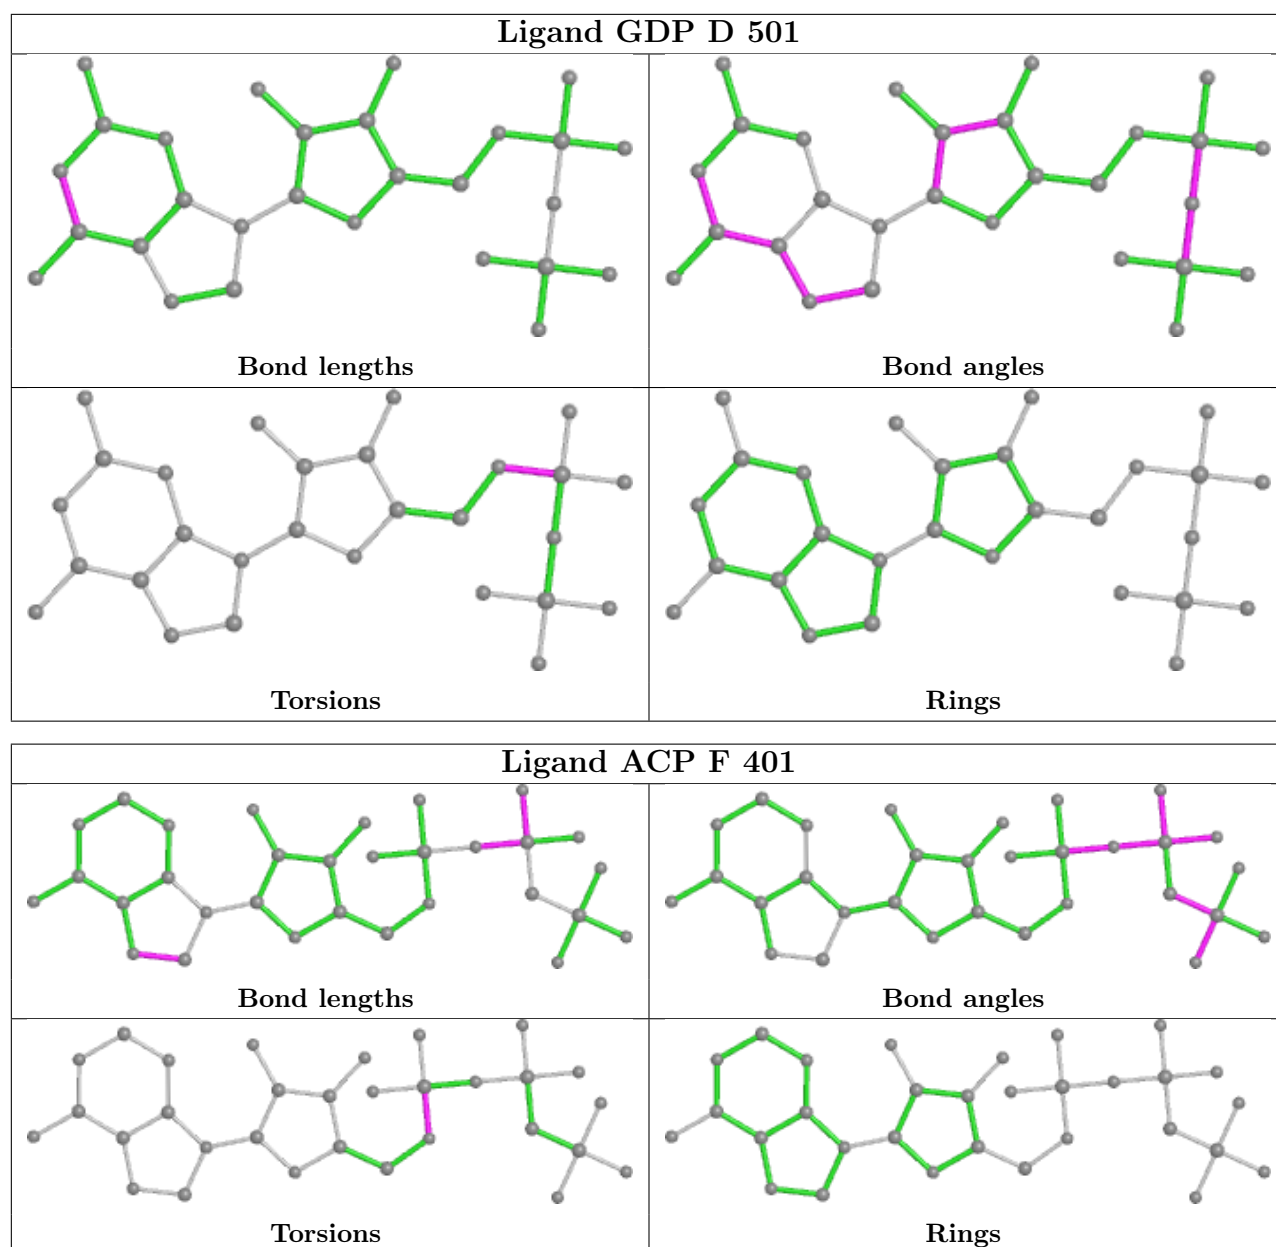 Ligand GDP D 501
Bond lengths
Bond angles
Torsions
Rings
Ligand ACP F 401
Bond lengths
Bond angles
Torsions
Rings